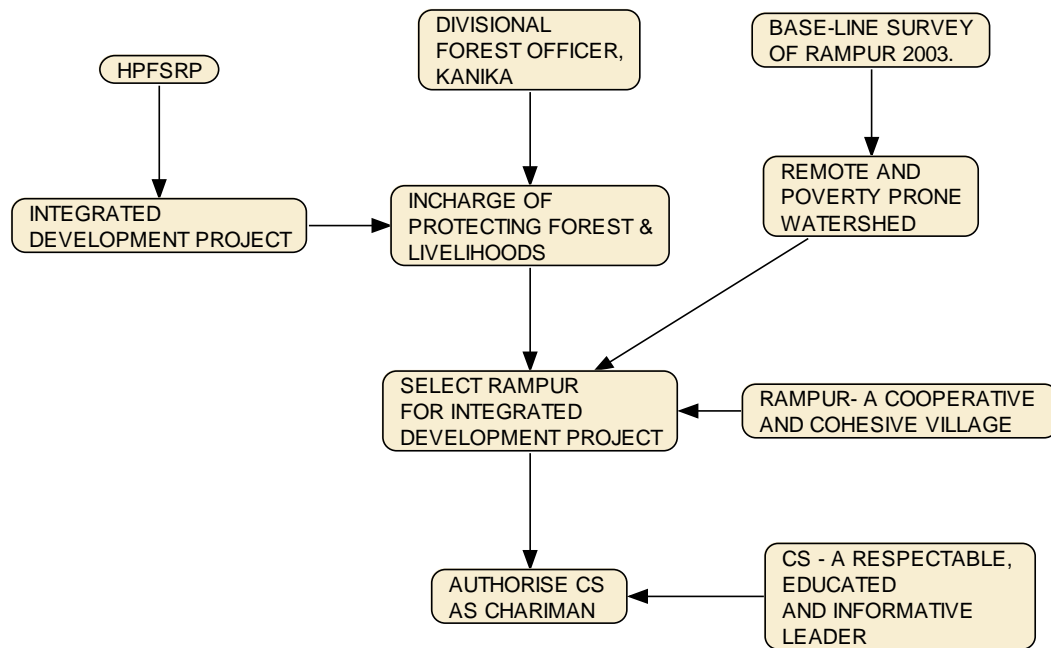 HPFSRP
DIVISIONAL
FOREST OFFICER,
KANIKA
BASE-LINE SURVEY
OF RAMPUR 2003.
INTEGRATED
DEVELOPMENT PROJECT
INCHARGE OF
PROTECTING FOREST &
LIVELIHOODS
REMOTE AND
POVERTY PRONE
WATERSHED
SELECT RAMPUR
FOR INTEGRATED
DEVELOPMENT PROJECT
RAMPUR- A COOPERATIVE
AND COHESIVE VILLAGE
AUTHORISE CS
AS CHARIMAN
CS - A RESPECTABLE,
EDUCATED
AND INFORMATIVE
LEADER